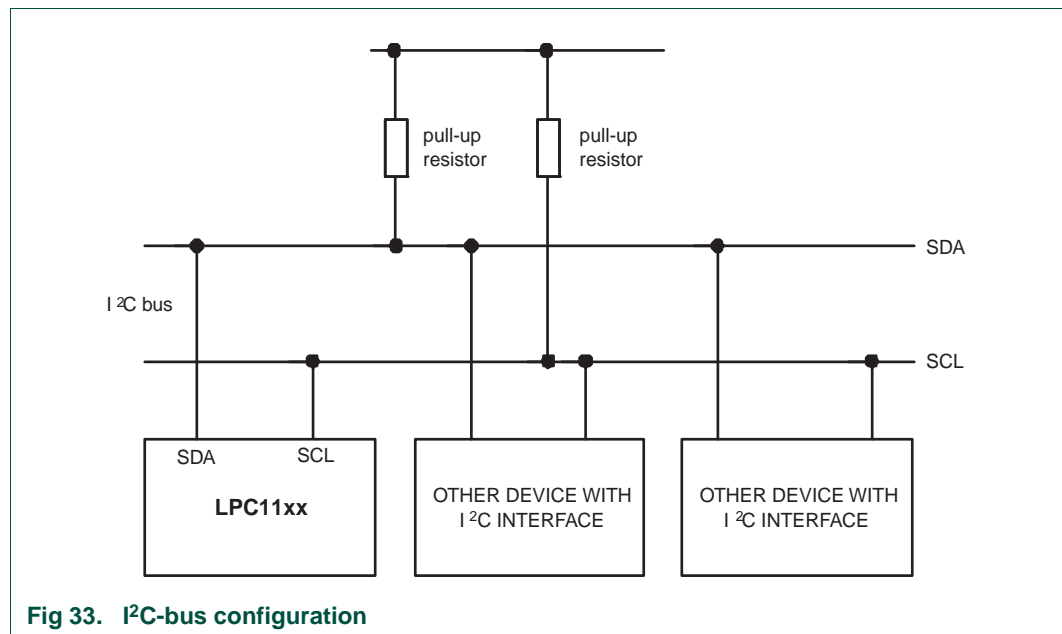 pull-up
resistor
pull-up
resistor
SDA
I ²C bus
SCL
SDA SCL
LPC11xx
OTHER DEVICE WITH
I ²C INTERFACE
OTHER DEVICE WITH
I ²C INTERFACE
Fig 33. I²C-bus configuration